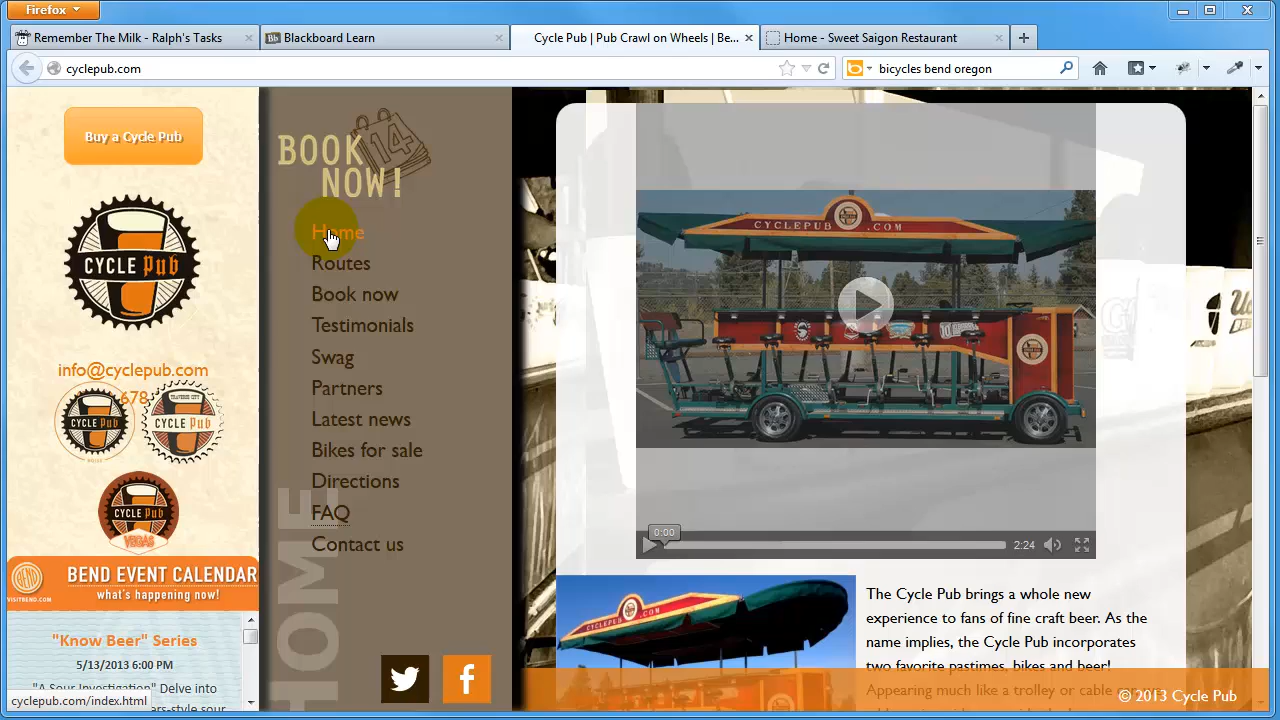 Firefox
Remember The Milk - Ralph's Tasks
Blackboard Learn
Cycle Pub | Pub Crawl on Wheels | Be...
Home - Sweet Saigon Restaurant
cyclepub.com
bicycles bend oregon
Buy a Cycle Pub
CYCLE Pub
info@cyclepub.com
678
CYCLE PUB
TRAVERSE CITY
CYCLE PUB
CYCLE PUB
VEGAS
BEND EVENT CALENDAR
VISITBEND.COM
what's happening now!
"Know Beer" Series
5/13/2013 6:00 PM
"A Sour Investigation" Delve into
cyclepub.com/index.html
BOOK
14
NOW!
Home
Routes
Book now
Testimonials
Swag
Partners
Latest news
Bikes for sale
Directions
FAQ
Contact us
HOME
CYCLEPUB.COM
0:00
2:24
CYCLEPUB.COM
The Cycle Pub brings a whole new
experience to fans of fine craft beer. As the
name implies, the Cycle Pub incorporates
two favorite pastimes, bikes and beer!
Appearing much like a trolley or cable
© 2013 Cycle Pub